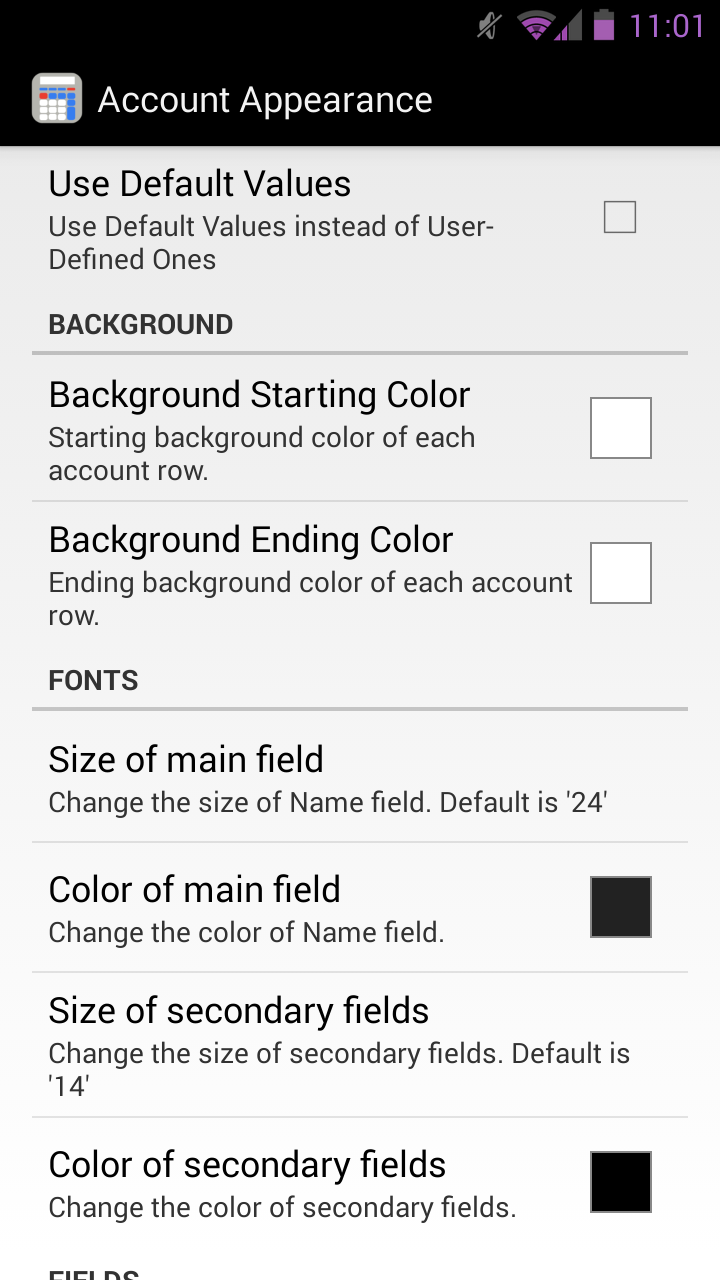 11:01
Account Appearance
Use Default Values
Use Default Values instead of User-
Defined Ones
BACKGROUND
Background Starting Color
Starting background color of each
account row.
Background Ending Color
Ending background color of each account
row.
FONTS
Size of main field
Change the size of Name field. Default is '24'
Color of main field
Change the color of Name field.
Size of secondary fields
Change the size of secondary fields. Default is
'14'
Color of secondary fields
Change the color of secondary fields.
FIELDS